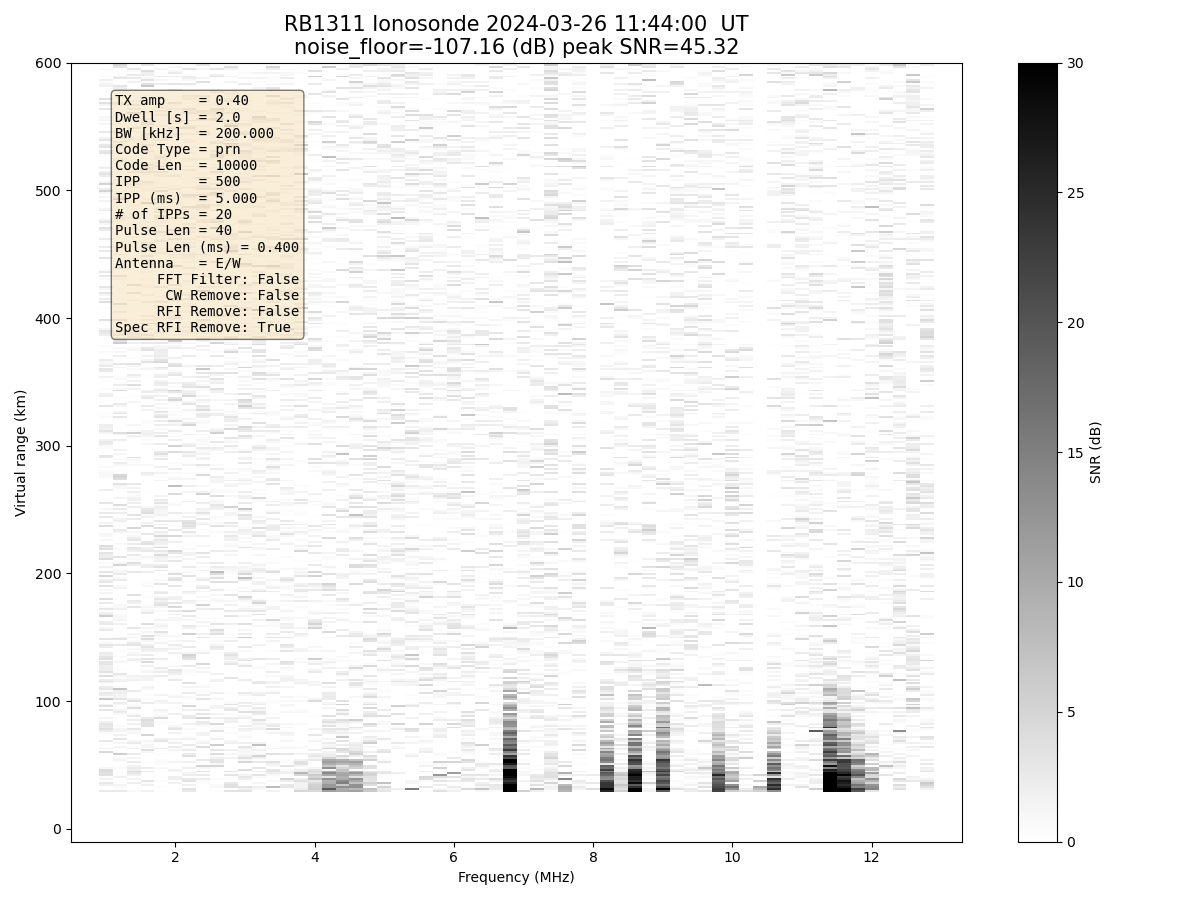 RB1311 Ionosonde 2024-03-26 11:44:00  UT
noise_floor=-107.16 (dB) peak SNR=45.32
TX amp    = 0.40
Dwell [s] = 2.0
BW [kHz]  = 200.000
Code Type = prn
Code Len  = 10000
IPP       = 500
IPP (ms)  = 5.000
# of IPPs = 20
Pulse Len = 40
Pulse Len (ms) = 0.400
Antenna   = E/W
FFT Filter: False
CW Remove: False
RFI Remove: False
Spec RFI Remove: True
600
500
400
300
200
100
0
Virtual range (km)
2 4 6 8 10 12
Frequency (MHz)
30
25
20
15
10
5
0
SNR (dB)